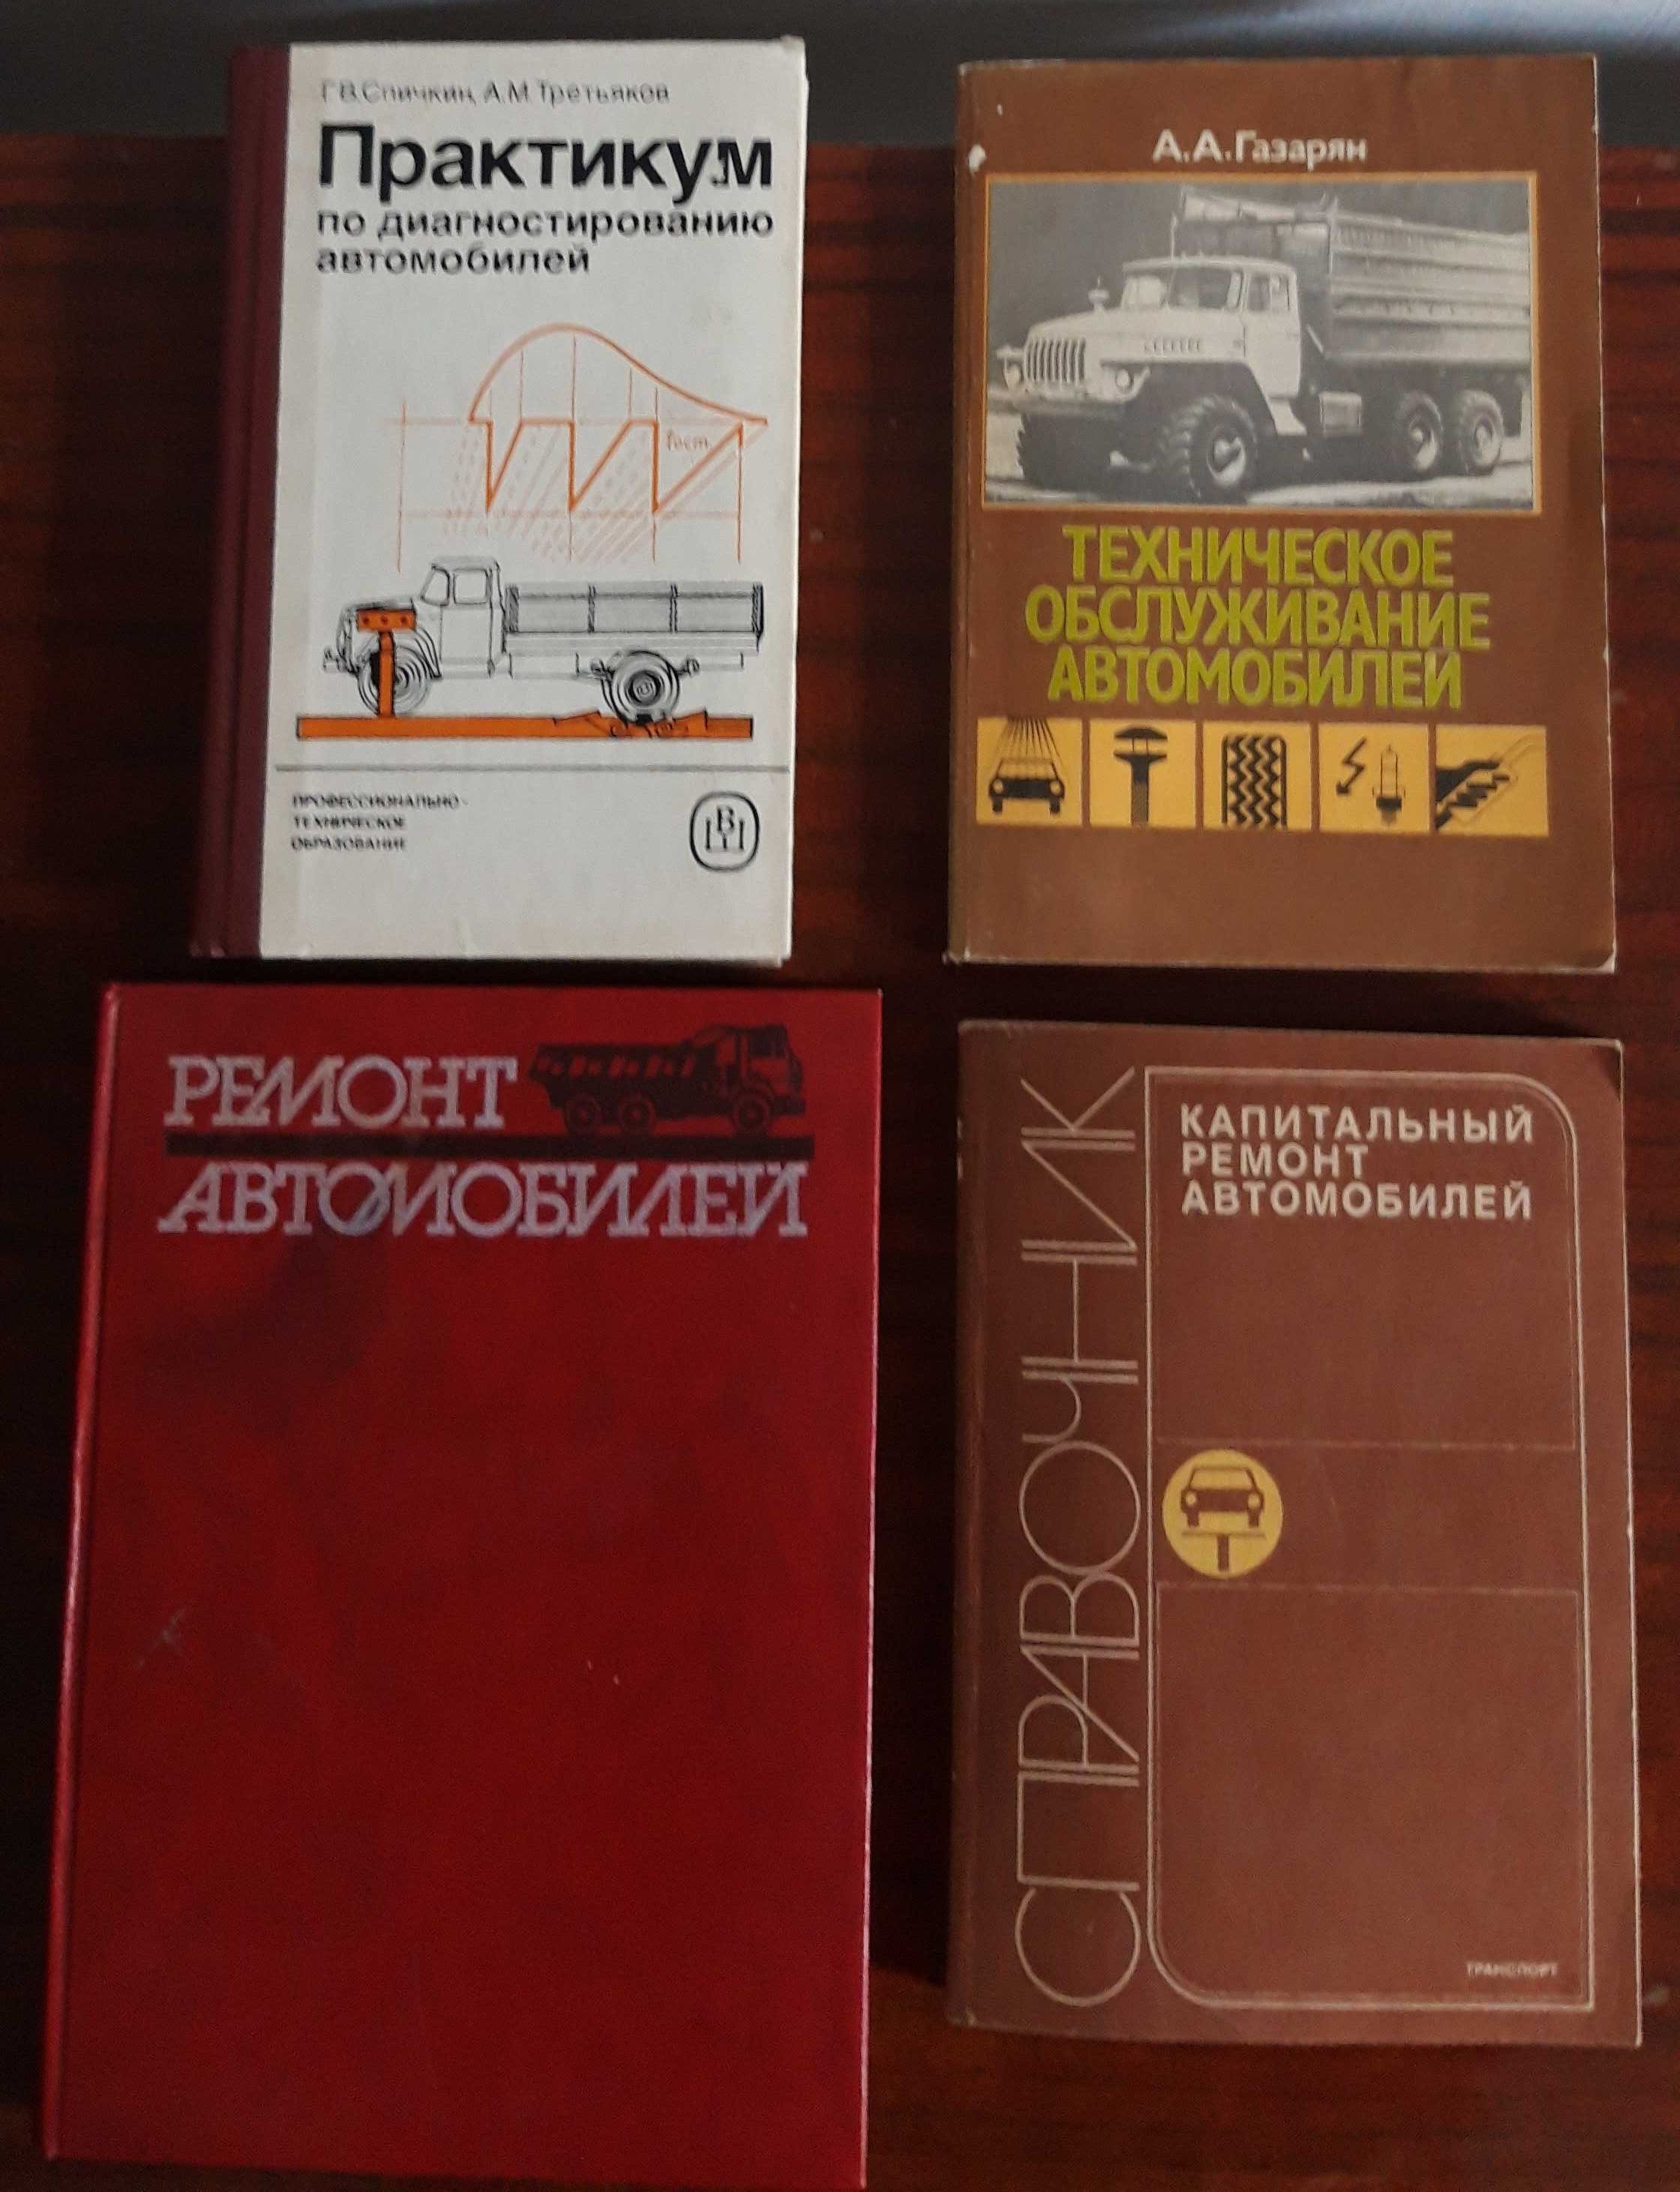 Г.В.Спичкин, А.М.Третьяков
Практикум
по диагностированию
автомобилей
Гост
ПРОФЕССИОНАЛЬНО-
ТЕХНИЧЕСКОЕ
ОБРАЗОВАНИЕ
ВШ
А.А.Газарян
ТЕХНИЧЕСКОЕ
ОБСЛУЖИВАНИЕ
АВТОМОБИЛЕЙ
РЕМОНТ
АВТОМОБИЛЕЙ
СПРАВОЧНИК
КАПИТАЛЬНЫЙ
РЕМОНТ
АВТОМОБИЛЕЙ
ТРАНСПОРТ